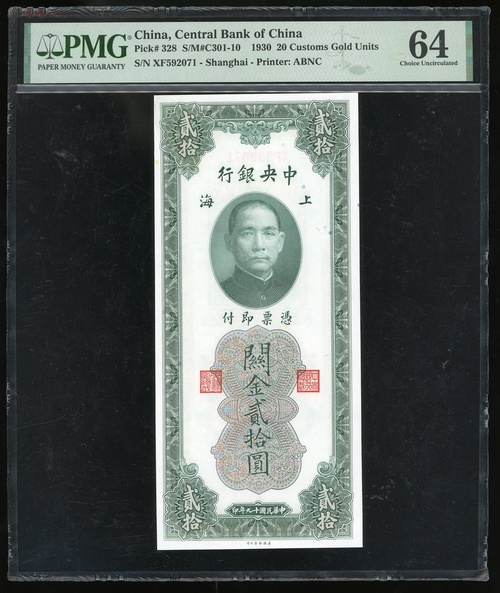 PMG
PAPER MONEY GUARANTY
China, Central Bank of China
Pick# 328 S/M#C301-10 1930 20 Customs Gold Units
S/N XF592071 - Shanghai - Printer: ABNC
64
Choice Uncirculated
貳拾
貳拾
行銀央中
海 上
付即票憑
關金貳拾圓
貳拾
貳拾
印年九十國民華中